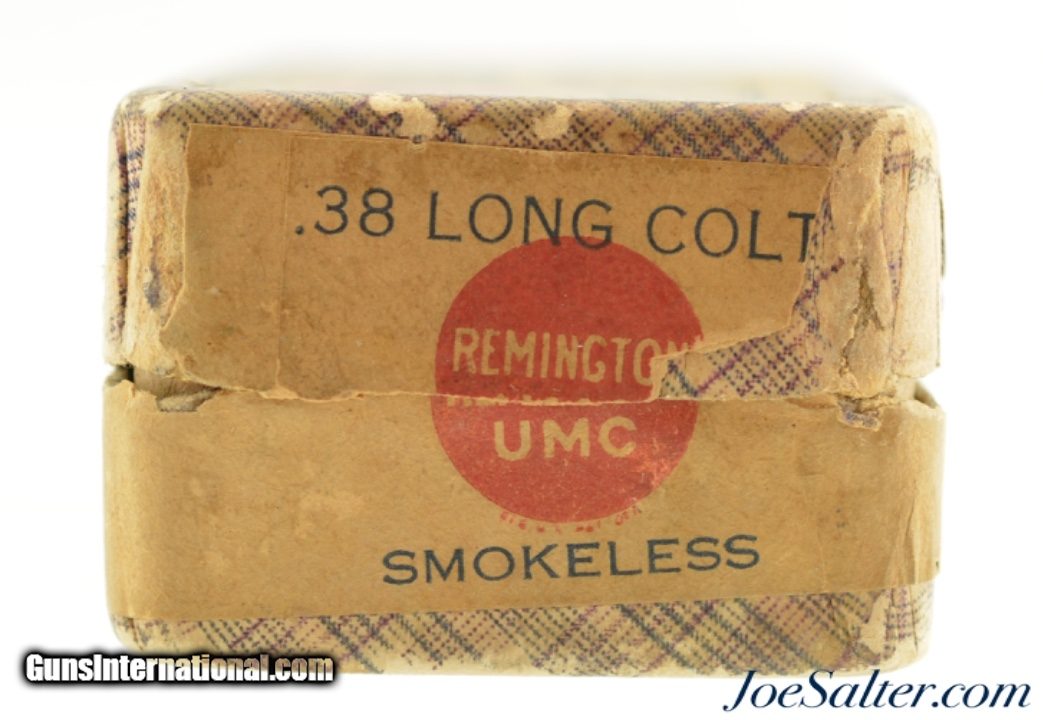 .38 LONG COLT
REMINGTON
UMC
SMOKELESS
GunsInternational.com
JoeSalter.com